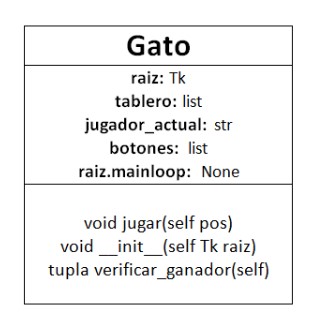 Gato
raiz: Tk
tablero: list
jugador_actual: str
botones: list
raiz.mainloop: None
void jugar(self pos)
void __init__(self Tk raiz)
tupla verificar_ganador(self)